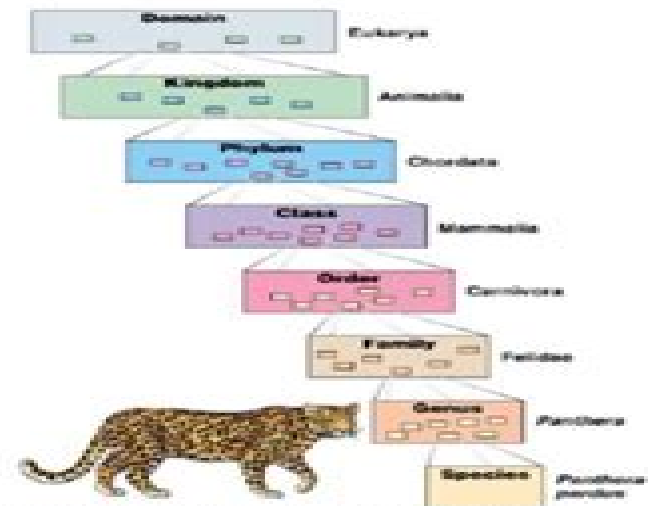 Domain
Eukarya
Kingdom
Animalia
Phylum
Chordata
Class
Mammalia
Order
Carnivora
Family
Felidae
Genus
Panthera
Species
Panthera
pardus